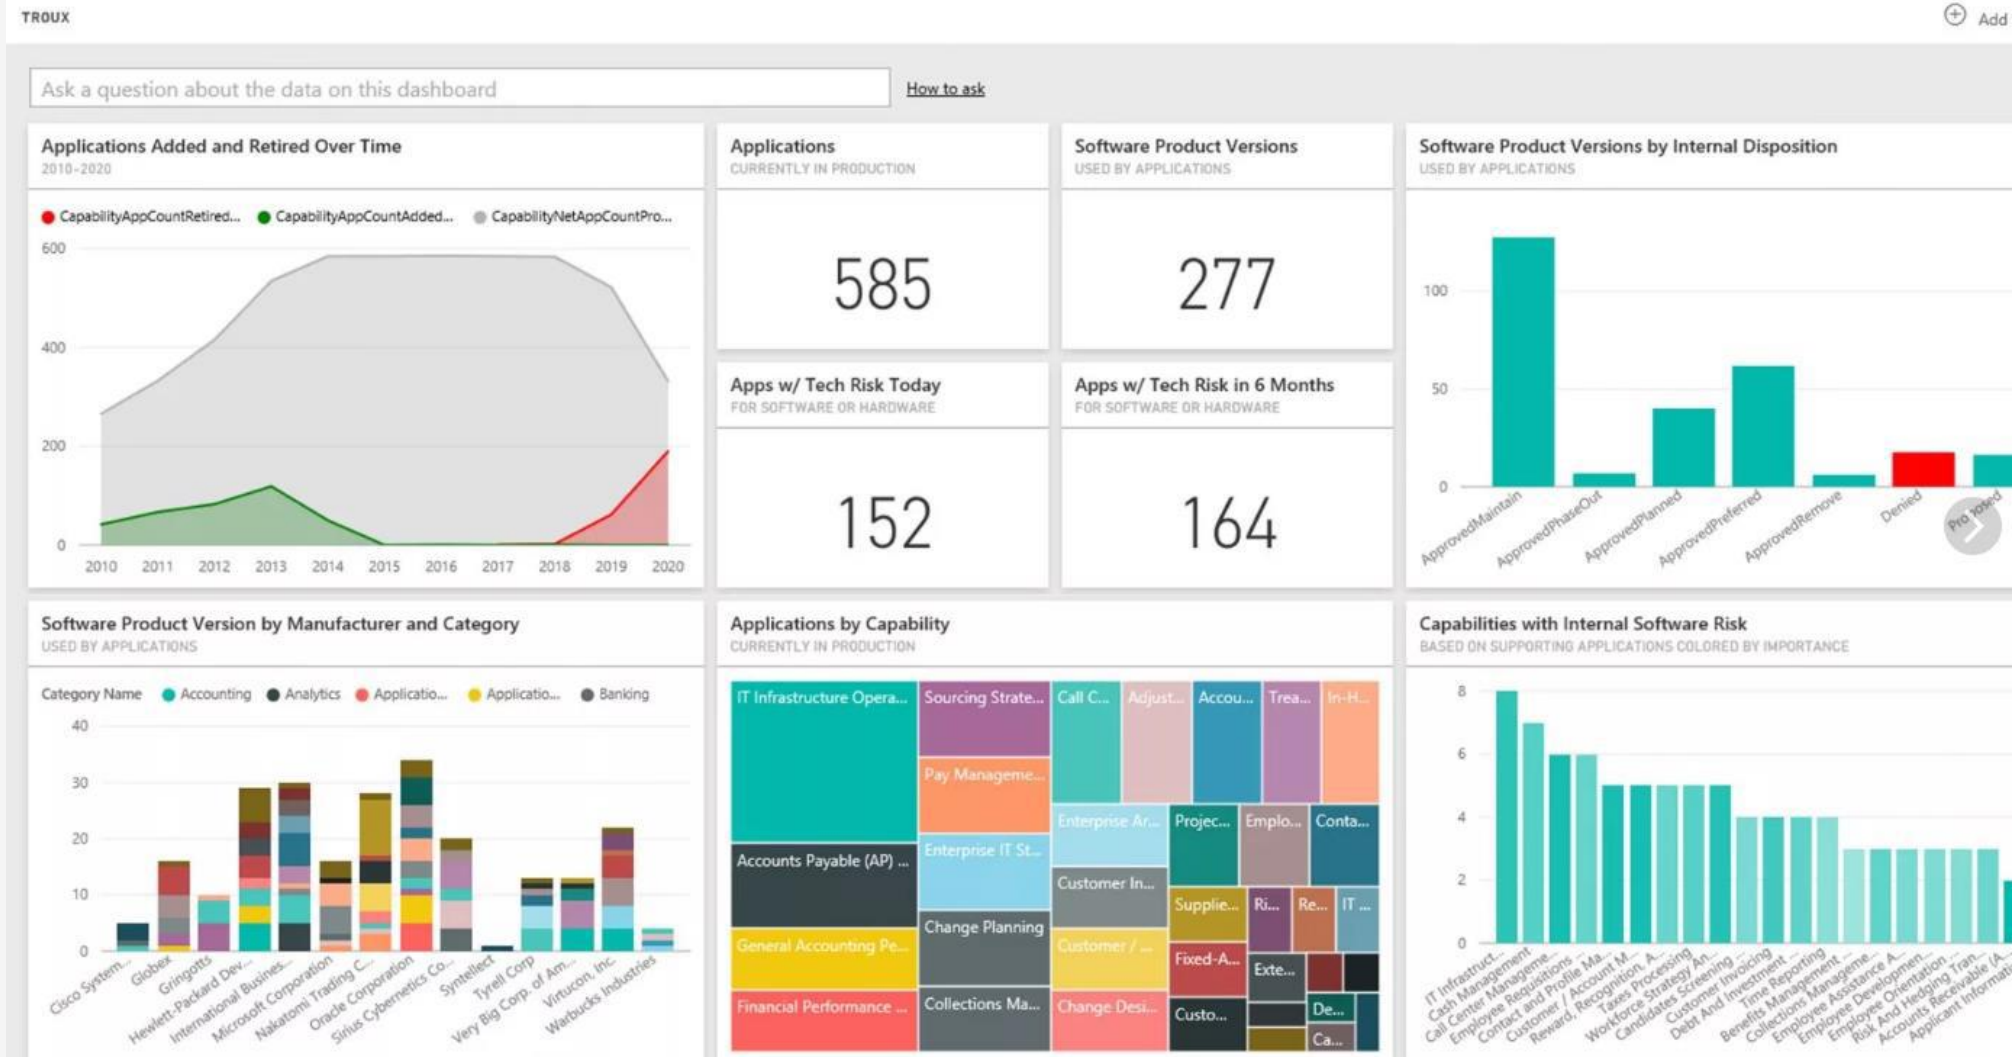 TROUX
Add
Ask a question about the data on this dashboard
How to ask
Applications Added and Retired Over Time
2010-2020
CapabilityAppCountRetired... CapabilityAppCountAdded... CapabilityNetAppCountPro...
600
400
200
0
2010 2011 2012 2013 2014 2015 2016 2017 2018 2019 2020
Applications
CURRENTLY IN PRODUCTION
585
Software Product Versions
USED BY APPLICATIONS
277
Apps w/ Tech Risk Today
FOR SOFTWARE OR HARDWARE
152
Apps w/ Tech Risk in 6 Months
FOR SOFTWARE OR HARDWARE
164
Software Product Versions by Internal Disposition
USED BY APPLICATIONS
100
50
0
ApprovedMaintain
ApprovedPhaseOut
ApprovedPlanned
ApprovedPreferred
ApprovedRemove
Denied
Proposed
Software Product Version by Manufacturer and Category
USED BY APPLICATIONS
Category Name Accounting Analytics Applicatio... Applicatio... Banking
40
30
20
10
0
Cisco System...
Globex
Gringotts
Hewlett-Packard Dev...
International Busines...
Microsoft Corporation
Nakatomi Trading C...
Oracle Corporation
Sirius Cybernetics Co...
Syntellect
Tyrell Corp
Very Big Corp. of Am...
Virtucon, Inc.
Warbucks Industries
Applications by Capability
CURRENTLY IN PRODUCTION
IT Infrastructure Opera...
Accounts Payable (AP) ...
General Accounting Pe...
Financial Performance ...
Sourcing Strate...
Pay Manageme...
Enterprise IT St...
Change Planning
Collections Ma...
Call C...
Adjust...
Accou...
Trea...
In-H...
Enterprise Ar...
Customer In...
Customer / ...
Change Desi...
Projec...
Emplo...
Conta...
Supplie...
Ri...
Re...
IT ...
Fixed-A...
Exte...
Custo...
De...
Ca...
Capabilities with Internal Software Risk
BASED ON SUPPORTING APPLICATIONS COLORED BY IMPORTANCE
8
6
4
2
0
IT Infrastruct...
Cash Management
Call Center Manageme...
Employee Requisitions ...
Contact and Profile Ma...
Customer / Account M...
Reward, Recognition, A...
Taxes Processing
Workforce Strategy An...
Candidates Screening ...
Customer Invoicing
Debt And Investment ...
Time Reporting
Benefits Management...
Collections Manageme...
Employee Assistance A...
Employee Developmen...
Employee Orientation ...
Risk And Hedging Tran...
Accounts Receivable (A...
Applicant Informati